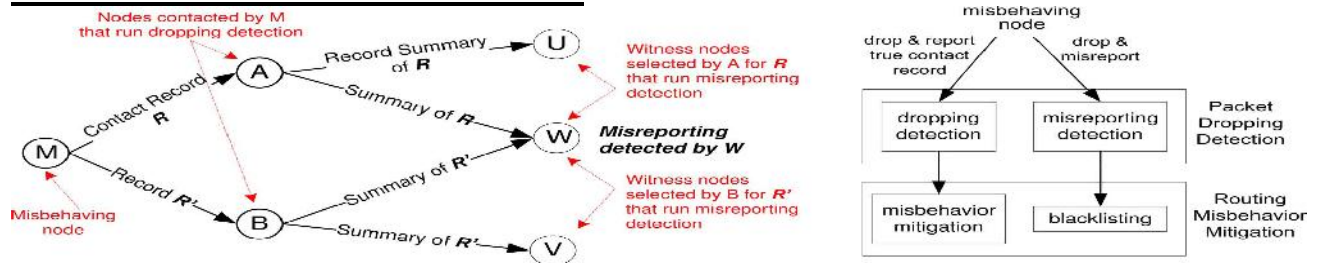 Nodes contacted by M
that run dropping detection
A
Record Summary
of R
U
Witness nodes
selected by A for R
that run misreporting
detection
Contact Record
R
Summary of R
M
W
Misreporting
detected by W
Record R'
Summary of R'
Witness nodes
selected by B for R'
that run misreporting
detection
Misbehaving
node
B
Summary of R'
V
misbehaving
node
drop & report
true contact
record
drop &
misreport
dropping
detection
misreporting
detection
Packet
Dropping
Detection
misbehavior
mitigation
blacklisting
Routing
Misbehavior
Mitigation